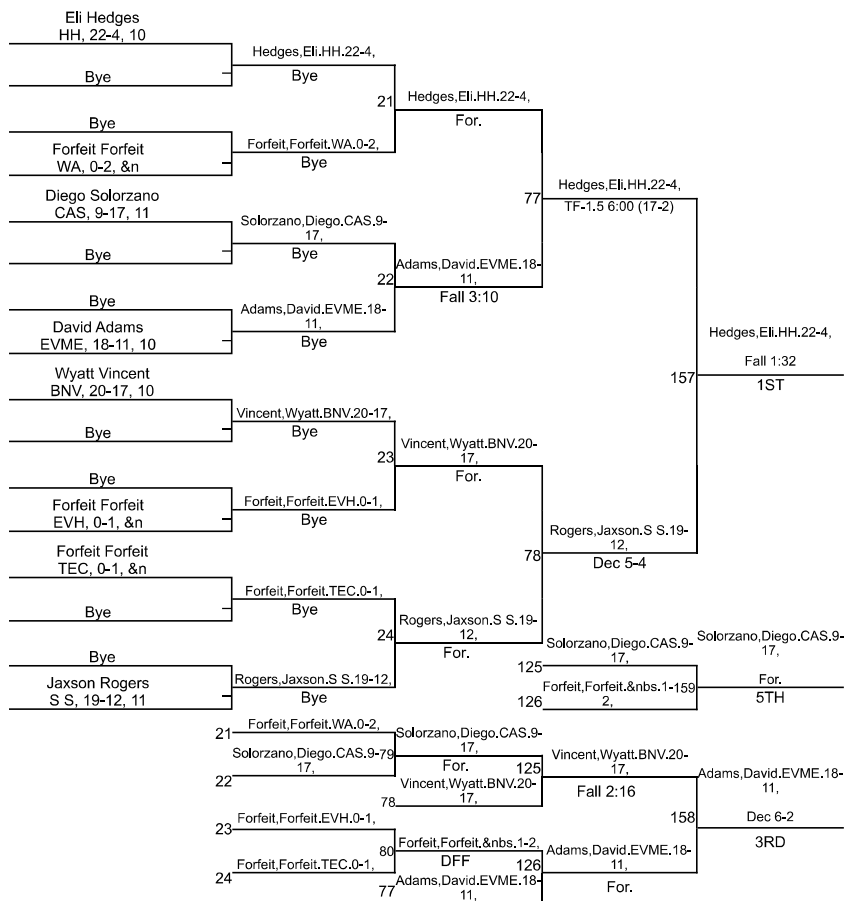 Eli Hedges
HH, 22-4, 10
Bye
Hedges,Eli.HH.22-4,
Bye
21
Bye
Forfeit Forfeit
WA, 0-2, &n
Forfeit,Forfeit.WA.0-2,
Bye
Hedges,Eli.HH.22-4,
For.
Diego Solorzano
CAS, 9-17, 11
Bye
Solorzano,Diego.CAS.9-
17,
Bye
22
Bye
David Adams
EVME, 18-11, 10
Adams,David.EVME.18-
11,
Bye
Adams,David.EVME.18-
11,
Fall 3:10
77
Hedges,Eli.HH.22-4,
TF-1.5 6:00 (17-2)
Wyatt Vincent
BNV, 20-17, 10
Bye
Vincent,Wyatt.BNV.20-17,
Bye
23
Bye
Forfeit Forfeit
EVH, 0-1, &n
Forfeit,Forfeit.EVH.0-1,
Bye
Vincent,Wyatt.BNV.20-
17,
For.
Forfeit Forfeit
TEC, 0-1, &n
Bye
Forfeit,Forfeit.TEC.0-1,
Bye
24
Bye
Jaxson Rogers
S S, 19-12, 11
Rogers,Jaxson.S S.19-12,
Bye
Rogers,Jaxson.S S.19-
12,
For.
78
Rogers,Jaxson.S S.19-
12,
Dec 5-4
157
Hedges,Eli.HH.22-4,
Fall 1:32
1ST
125
Solorzano,Diego.CAS.9-
17,
126
Forfeit,Forfeit.&nbs.1-
2,
159
Solorzano,Diego.CAS.9-
17,
For.
5TH
21
Forfeit,Forfeit.WA.0-2,
22
Solorzano,Diego.CAS.9-
17,
79
Solorzano,Diego.CAS.9-
17,
For.
78
Vincent,Wyatt.BNV.20-
17,
125
Vincent,Wyatt.BNV.20-
17,
Fall 2:16
23
Forfeit,Forfeit.EVH.0-1,
24
Forfeit,Forfeit.TEC.0-1,
80
Forfeit,Forfeit.&nbs.1-2,
DFF
77
Adams,David.EVME.18-
11,
126
Adams,David.EVME.18-
11,
For.
158
Adams,David.EVME.18-
11,
Dec 6-2
3RD